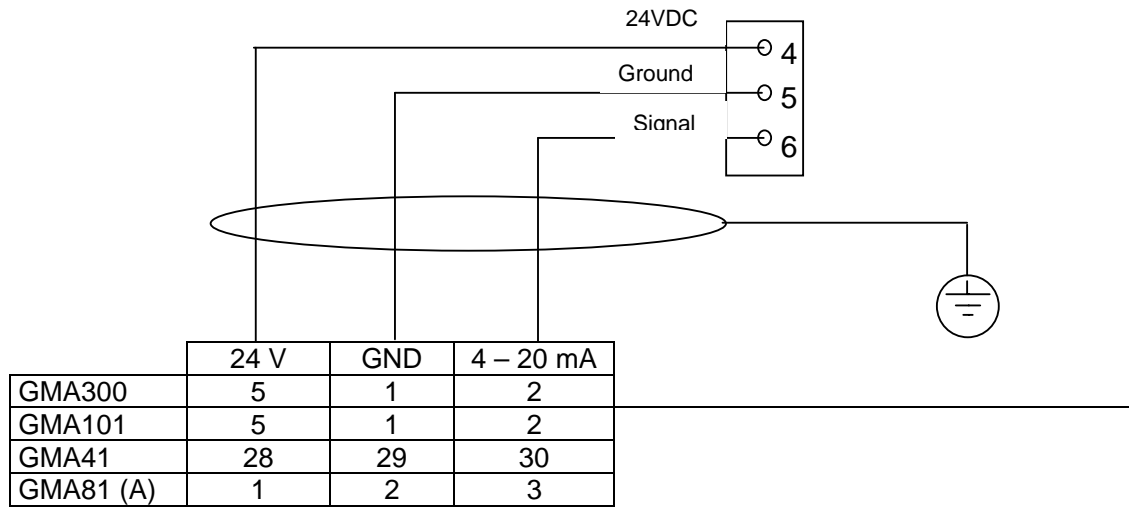 24VDC
4
Ground
5
Signal
6
24 V GND 4 – 20 mA
GMA300 5 1 2
GMA101 5 1 2
GMA41 28 29 30
GMA81 (A) 1 2 3